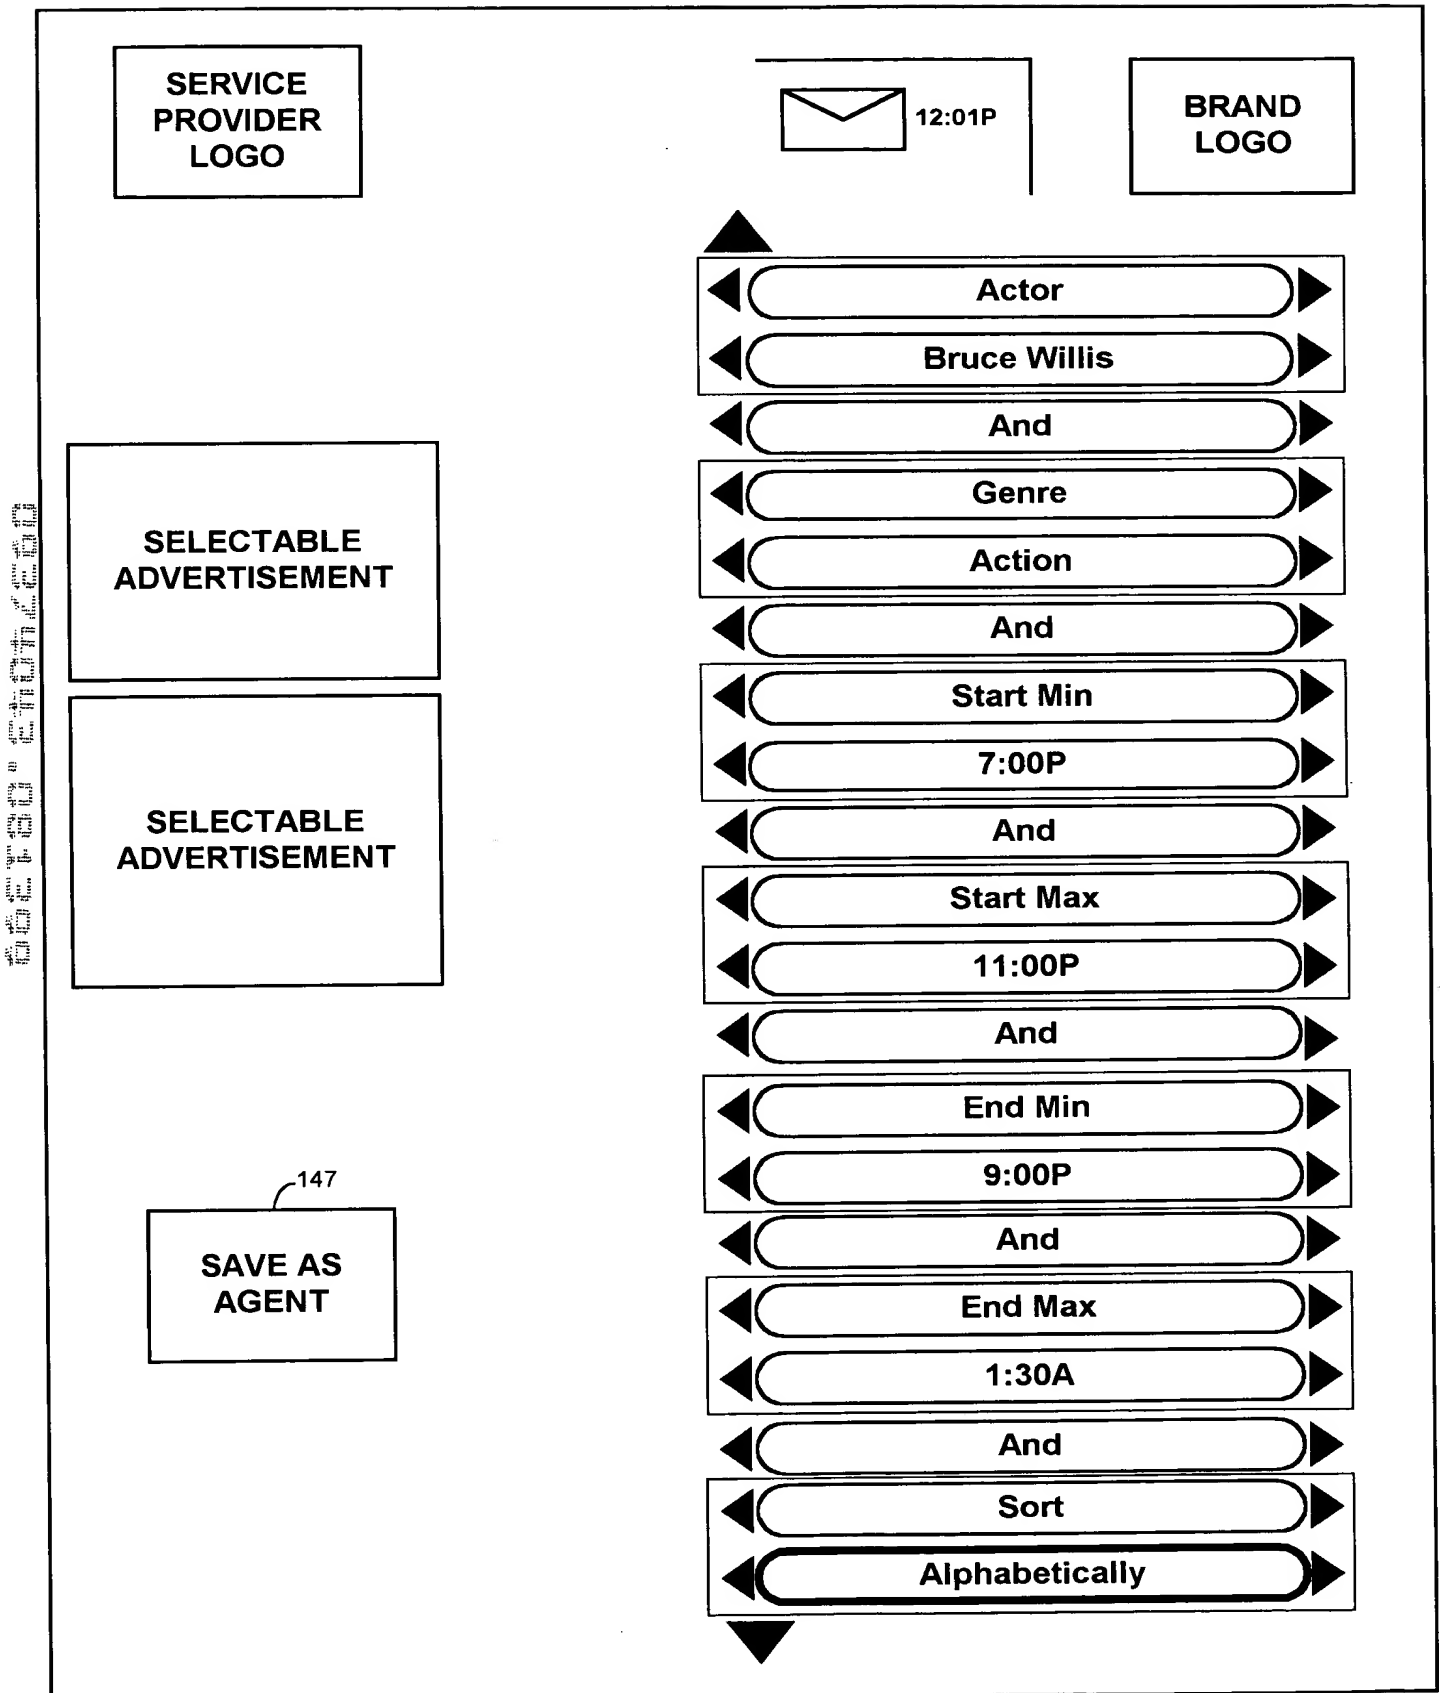 SERVICE
PROVIDER
LOGO
12:01P
BRAND
LOGO
Actor
Bruce Willis
And
Genre
Action
And
Start Min
7:00P
And
Start Max
11:00P
And
End Min
9:00P
And
End Max
1:30A
And
Sort
Alphabetically
SELECTABLE
ADVERTISEMENT
SELECTABLE
ADVERTISEMENT
147
SAVE AS
AGENT